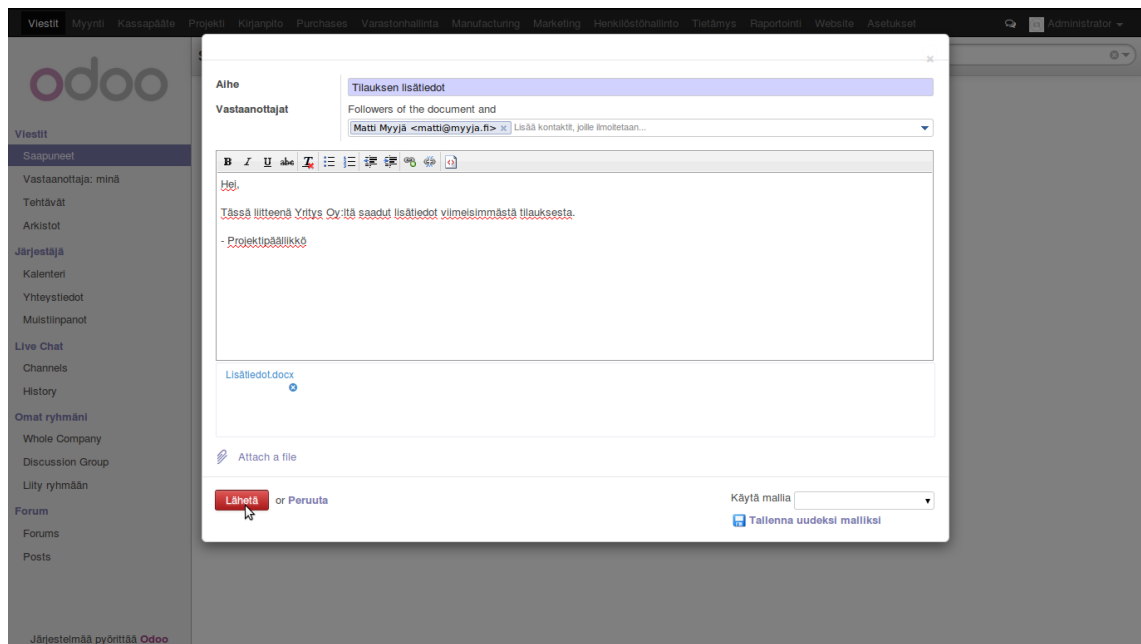 Viestit Myynti Kassapääte Projekti Kirjanpito Purchases Varastonhallinta Manufacturing Marketing Henkilöstöhallinto Tietämys Raportointi Website Asetukset Administrator
odoo
Viestit
Saapuneet
Vastaanottaja: minä
Tehtävät
Arkistot
Järjestäjä
Kalenteri
Yhteystiedot
Muistiinpanot
Live Chat
Channels
History
Omat ryhmäni
Whole Company
Discussion Group
Liity ryhmään
Forum
Forums
Posts
Järjestelmää pyörittää Odoo
×
Aihe Tilauksen lisätiedot
Vastaanottajat Followers of the document and
Matti Myyjä <matti@myyja.fi> × Lisää kontaktit, joille ilmoitetaan...
B I U abc
Hei,
Tässä liitteenä Yritys Oy:ltä saadut lisätiedot viimeisimmästä tilauksesta.
- Projektipäällikkö
Lisätiedot.docx
Attach a file
Lähetä or Peruuta
Käytä mallia
Tallenna uudeksi malliksi